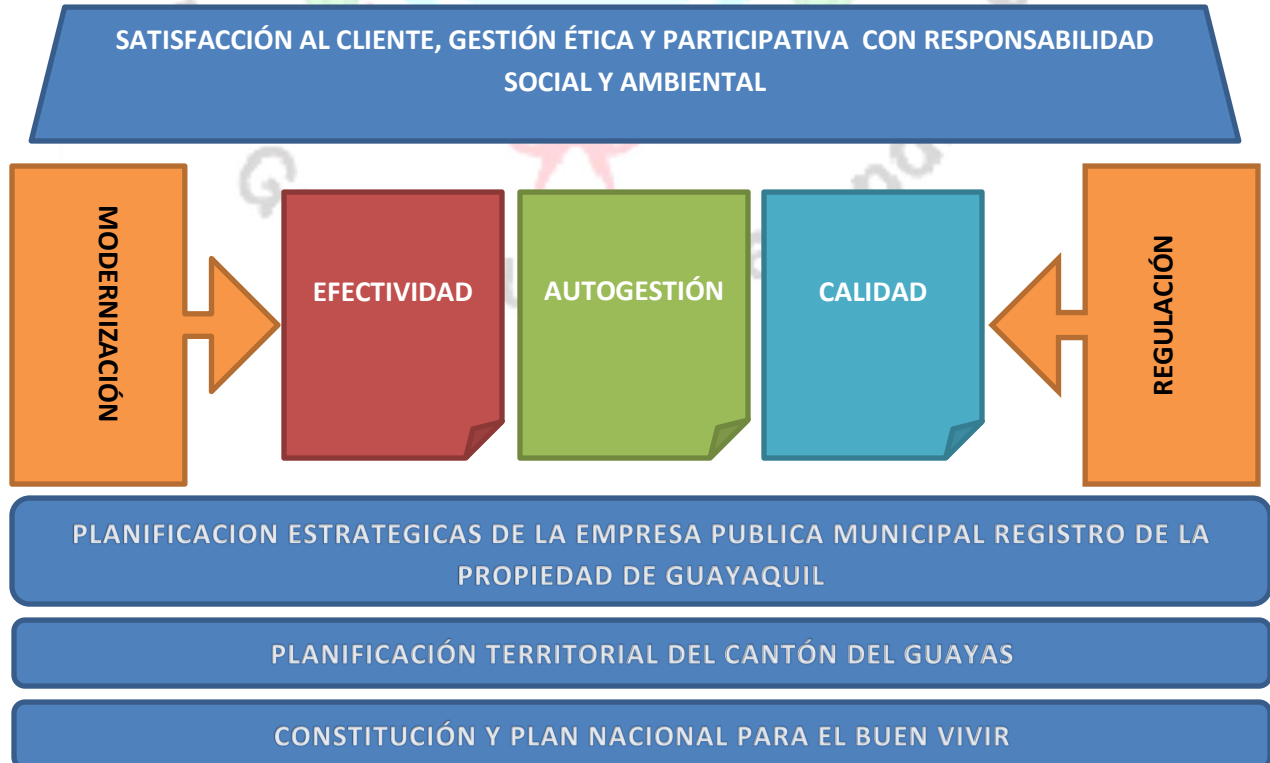 SATISFACCIÓN AL CLIENTE, GESTIÓN ÉTICA Y PARTICIPATIVA CON RESPONSABILIDAD
SOCIAL Y AMBIENTAL
MODERNIZACIÓN
EFECTIVIDAD
AUTOGESTIÓN
CALIDAD
REGULACIÓN
PLANIFICACION ESTRATEGICAS DE LA EMPRESA PUBLICA MUNICIPAL REGISTRO DE LA
PROPIEDAD DE GUAYAQUIL
PLANIFICACIÓN TERRITORIAL DEL CANTÓN DEL GUAYAS
CONSTITUCIÓN Y PLAN NACIONAL PARA EL BUEN VIVIR